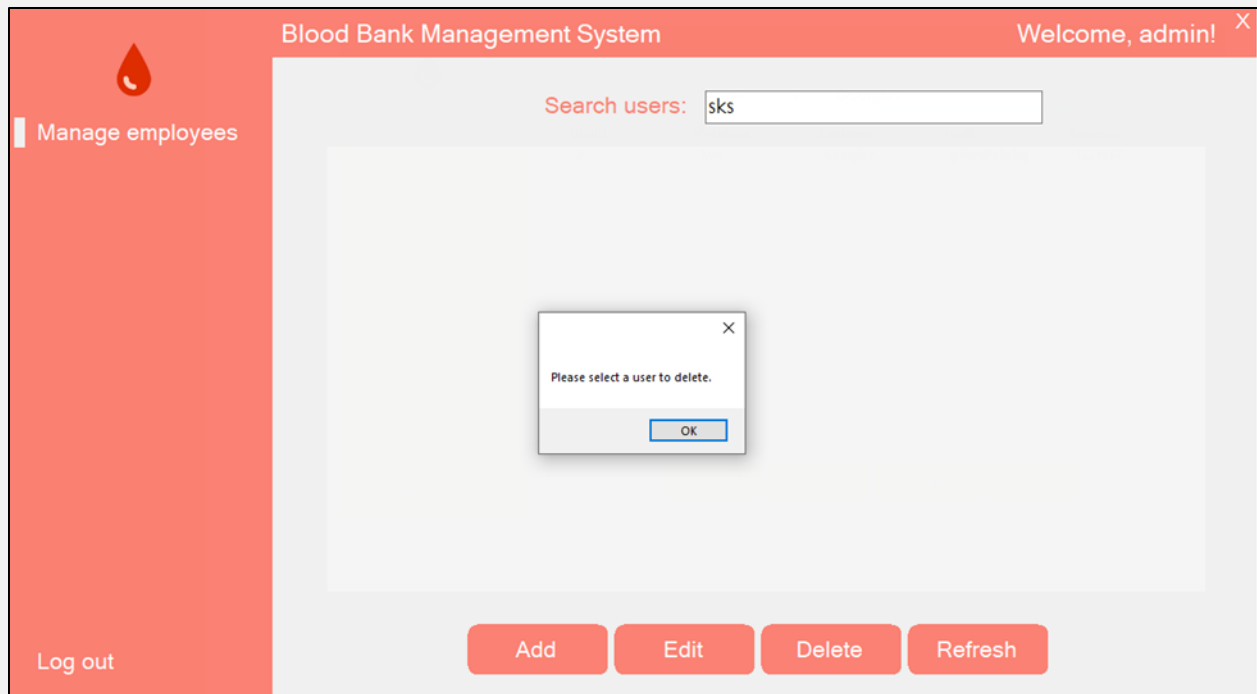 Blood Bank Management System
Welcome, admin!
X
Manage employees
Search users: sks
Please select a user to delete.
OK
Add
Edit
Delete
Refresh
Log out